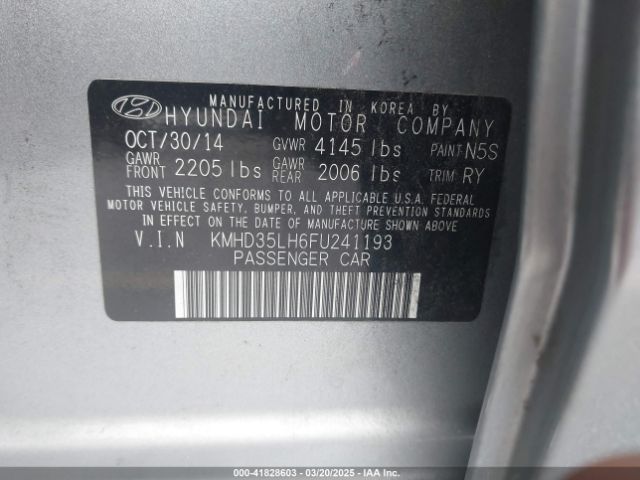 MANUFACTURED IN KOREA BY
HYUNDAI MOTOR COMPANY
OCT/30/14 GVWR 4145 lbs PAINT N5S
GAWR FRONT 2205 lbs GAWR REAR 2006 lbs TRIM RY
THIS VEHICLE CONFORMS TO ALL APPLICABLE U.S.A. FEDERAL
MOTOR VEHICLE SAFETY, BUMPER, AND THEFT PREVENTION STANDARDS
IN EFFECT ON THE DATE OF MANUFACTURE SHOWN ABOVE
V.I.N KMHD35LH6FU241193
PASSENGER CAR
00-41828603 — 03/20/2025 — IAA Inc.